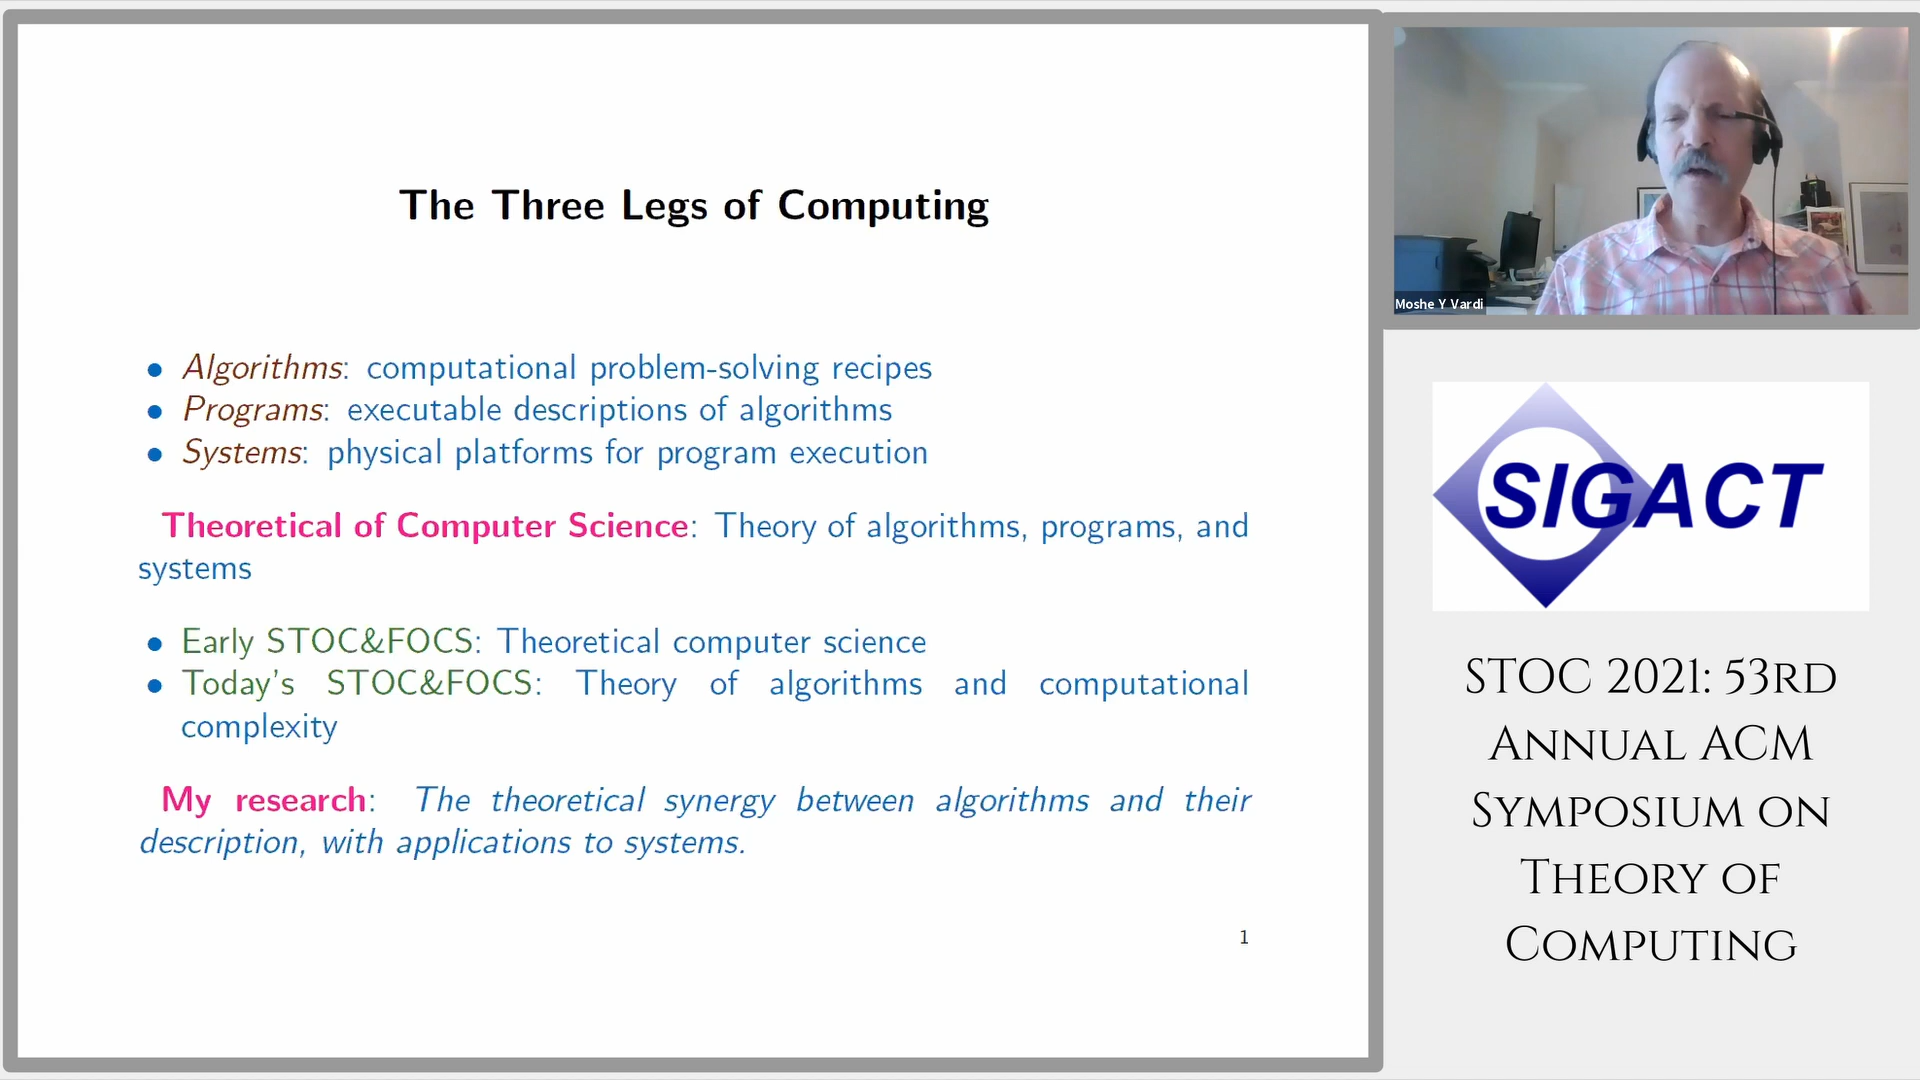 The Three Legs of Computing
• Algorithms: computational problem-solving recipes
• Programs: executable descriptions of algorithms
• Systems: physical platforms for program execution
Theoretical of Computer Science: Theory of algorithms, programs, and
systems
• Early STOC&FOCS: Theoretical computer science
• Today's STOC&FOCS: Theory of algorithms and computational
complexity
My research: The theoretical synergy between algorithms and their
description, with applications to systems.
1
Moshe Y Vardi
SIGACT
STOC 2021: 53rd
Annual ACM
Symposium on
Theory of
Computing